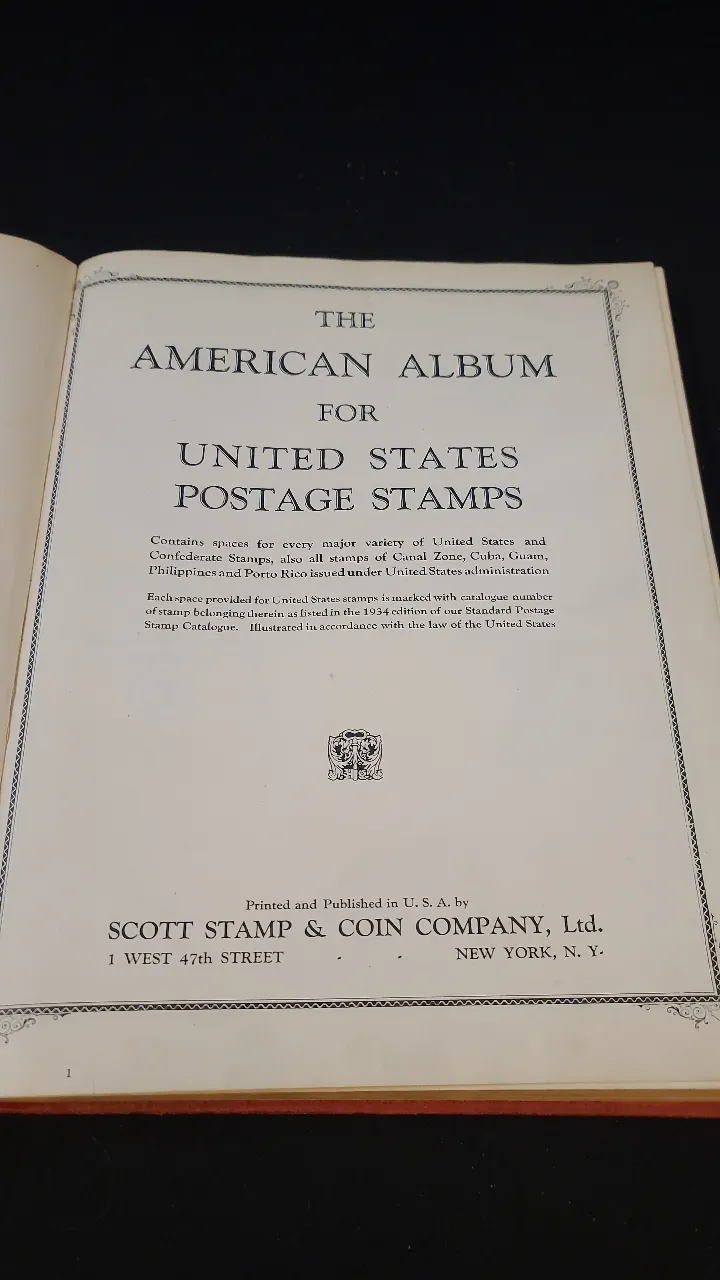 THE
AMERICAN ALBUM
FOR
UNITED STATES
POSTAGE STAMPS
Contains spaces for every major variety of United States and
Confederate Stamps, also all stamps of Canal Zone, Cuba, Guam,
Philippines and Porto Rico issued under United States administration
Each space provided for United States stamps is marked with catalogue number
of stamp belonging therein as listed in the 1934 edition of our Standard Postage
Stamp Catalogue. Illustrated in accordance with the law of the United States
Printed and Published in U. S. A. by
SCOTT STAMP & COIN COMPANY, Ltd.
1 WEST 47th STREET - - NEW YORK, N. Y.
1